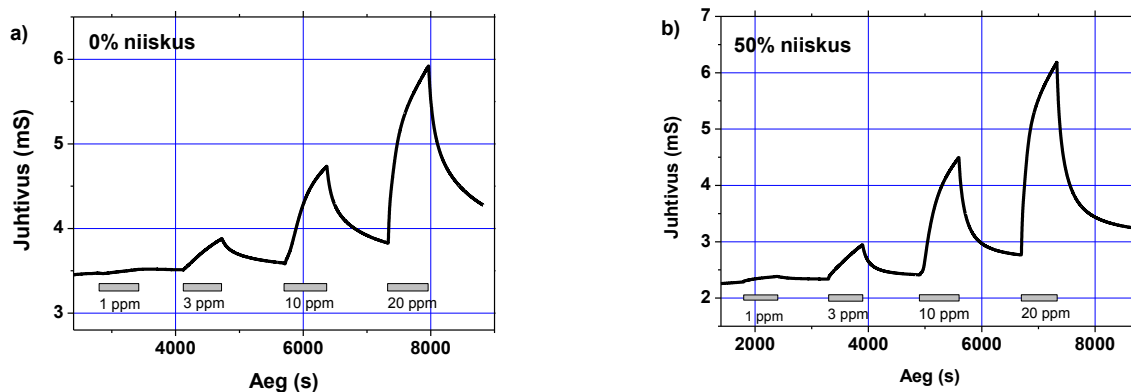 a)
0% niiskus
Juhtivus (mS)
6
5
4
3
1 ppm
3 ppm
10 ppm
20 ppm
4000
6000
8000
Aeg (s)
b)
50% niiskus
Juhtivus (mS)
7
6
5
4
3
2
1 ppm
3 ppm
10 ppm
20 ppm
2000
4000
6000
8000
Aeg (s)